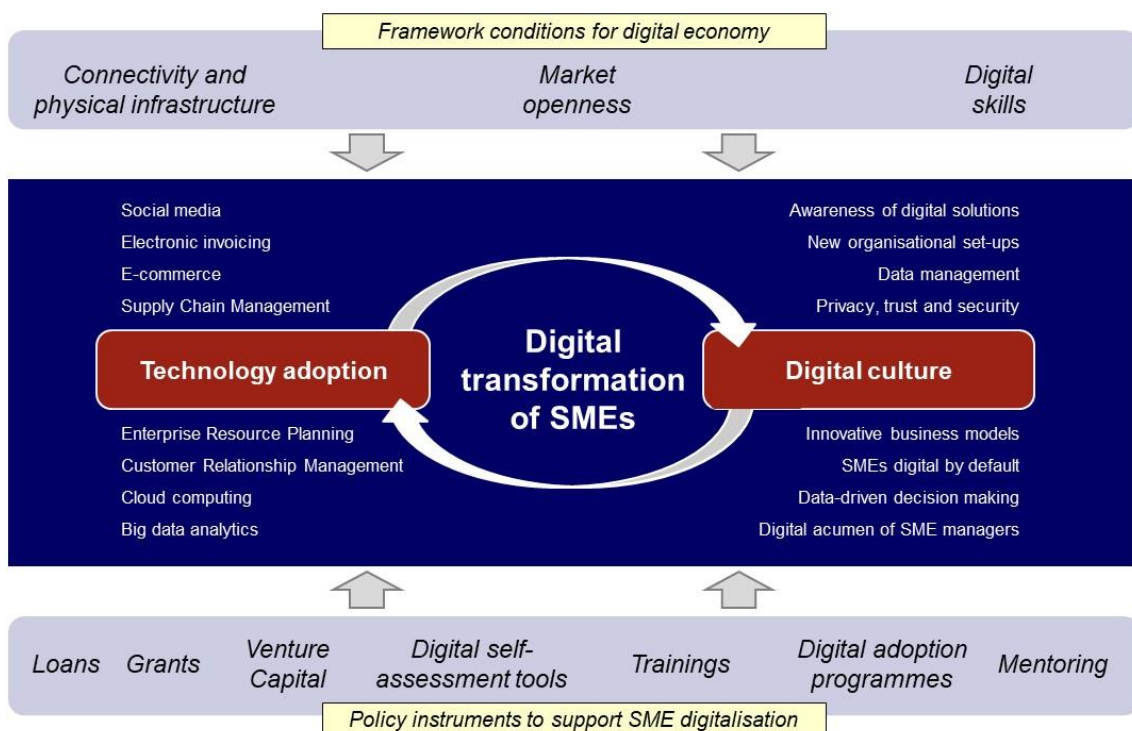 Framework conditions for digital economy
Connectivity and
physical infrastructure
Market
openness
Digital
skills
Social media
Electronic invoicing
E-commerce
Supply Chain Management
Awareness of digital solutions
New organisational set-ups
Data management
Privacy, trust and security
Technology adoption
Digital
transformation
of SMEs
Digital culture
Enterprise Resource Planning
Customer Relationship Management
Cloud computing
Big data analytics
Innovative business models
SMEs digital by default
Data-driven decision making
Digital acumen of SME managers
Loans
Grants
Venture
Capital
Digital self-
assessment tools
Trainings
Digital adoption
programmes
Mentoring
Policy instruments to support SME digitalisation